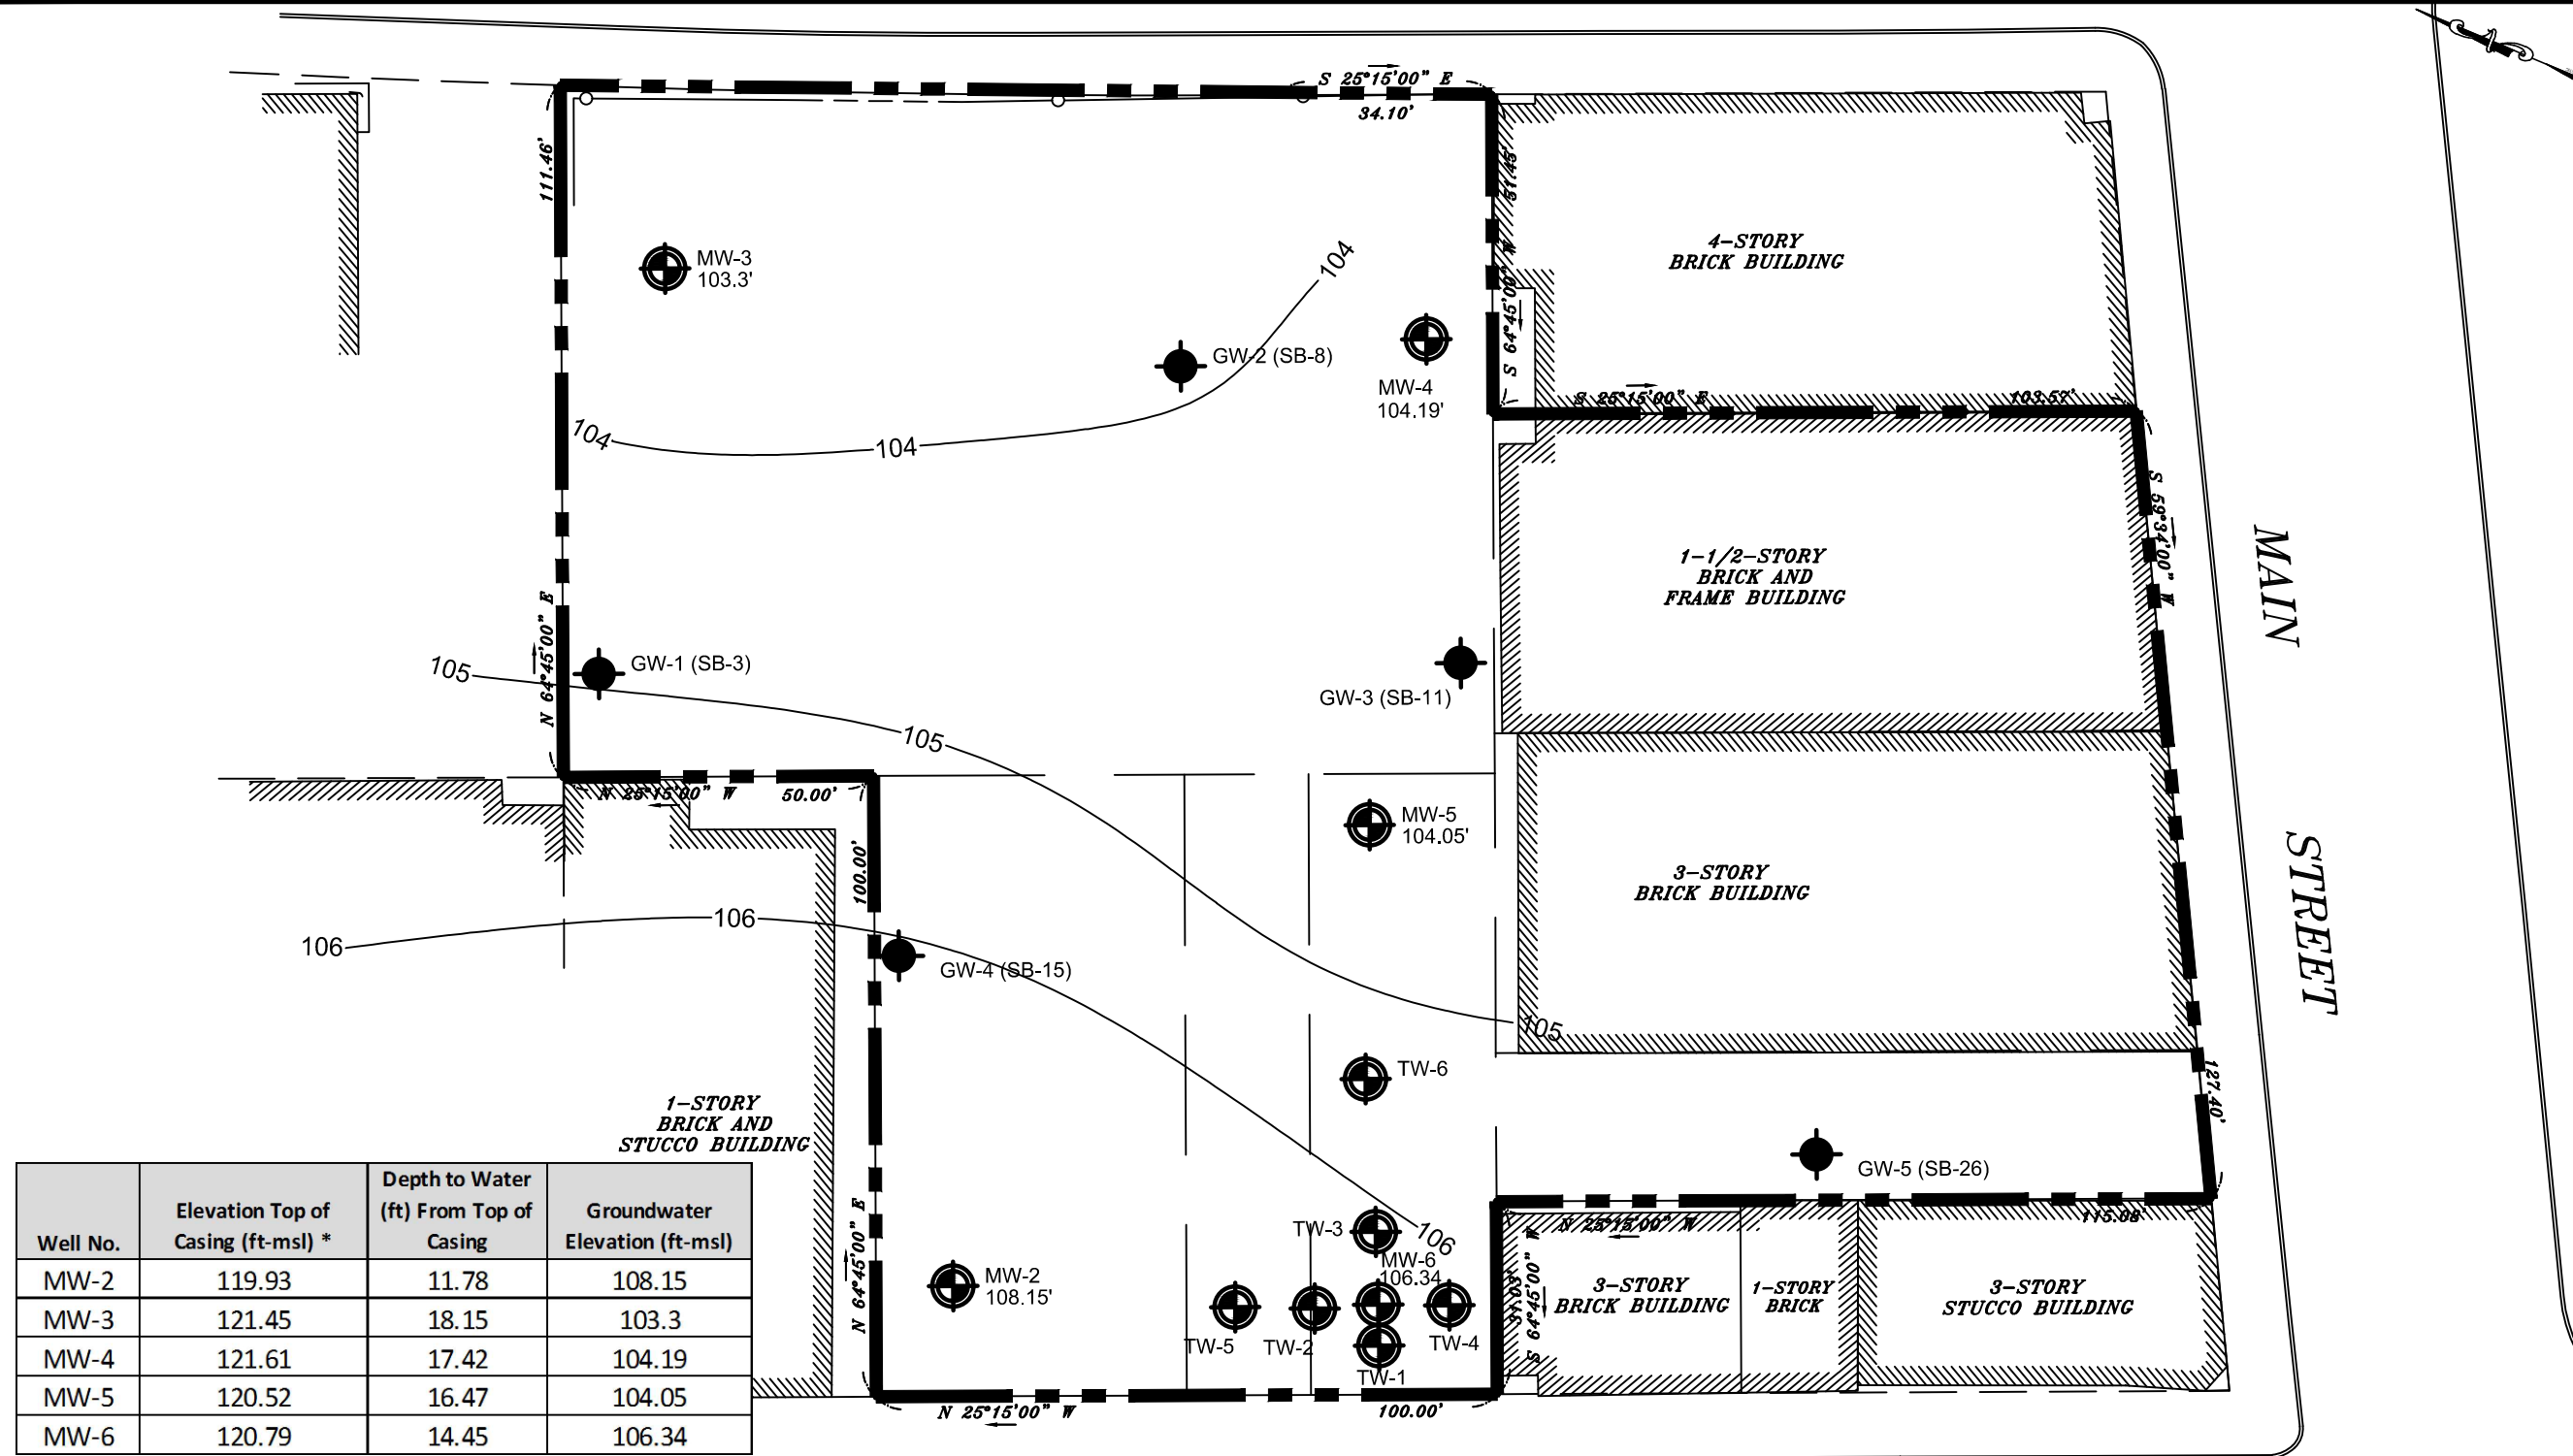 S 25°15'00" E
34.10'
111.46'
51.45'
MW-3
103.3'
104
4-STORY
BRICK BUILDING
S 64°45'00" W
GW-2 (SB-8)
MW-4
104.19'
S 25°15'00" E
103.57'
104
104
S 59°34'00" W
MAIN
STREET
1-1/2-STORY
BRICK AND
FRAME BUILDING
N 64°45'00" E
GW-1 (SB-3)
105
GW-3 (SB-11)
105
N 25°15'00" W
50.00'
MW-5
104.05'
100.00'
3-STORY
BRICK BUILDING
106
106
GW-4 (SB-15)
105
TW-6
127.40'
1-STORY
BRICK AND
STUCCO BUILDING
GW-5 (SB-26)
N 64°45'00" E
TW-3
106
N 25°15'00" W
115.08'
MW-6
106.34
MW-2
108.15'
S 64°45'00" W
3-STORY
BRICK BUILDING
1-STORY
BRICK
3-STORY
STUCCO BUILDING
TW-5
TW-2
TW-4
TW-1
N 25°15'00" W
100.00'
Well No.
Elevation Top of
Casing (ft-msl) *
Depth to Water
(ft) From Top of
Casing
Groundwater
Elevation (ft-msl)
MW-2 119.93 11.78 108.15
MW-3 121.45 18.15 103.3
MW-4 121.61 17.42 104.19
MW-5 120.52 16.47 104.05
MW-6 120.79 14.45 106.34